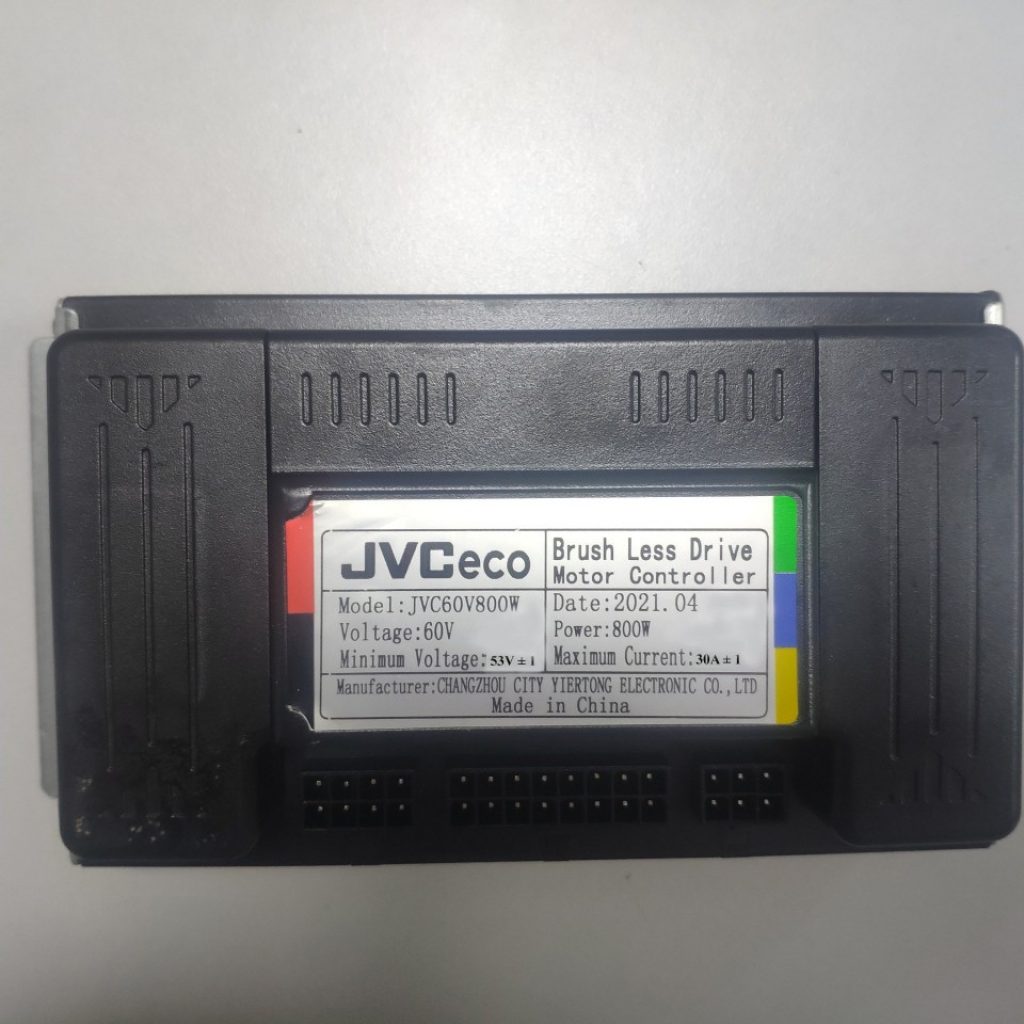 JVCeco
Brush Less Drive
Motor Controller
Model:JVC60V800W
Date:2021.04
Voltage:60V
Power:800W
Minimum Voltage:53V±1
Maximum Current:30A±1
Manufacturer:CHANGZHOU CITY YIERTONG ELECTRONIC CO.,LTD
Made in China